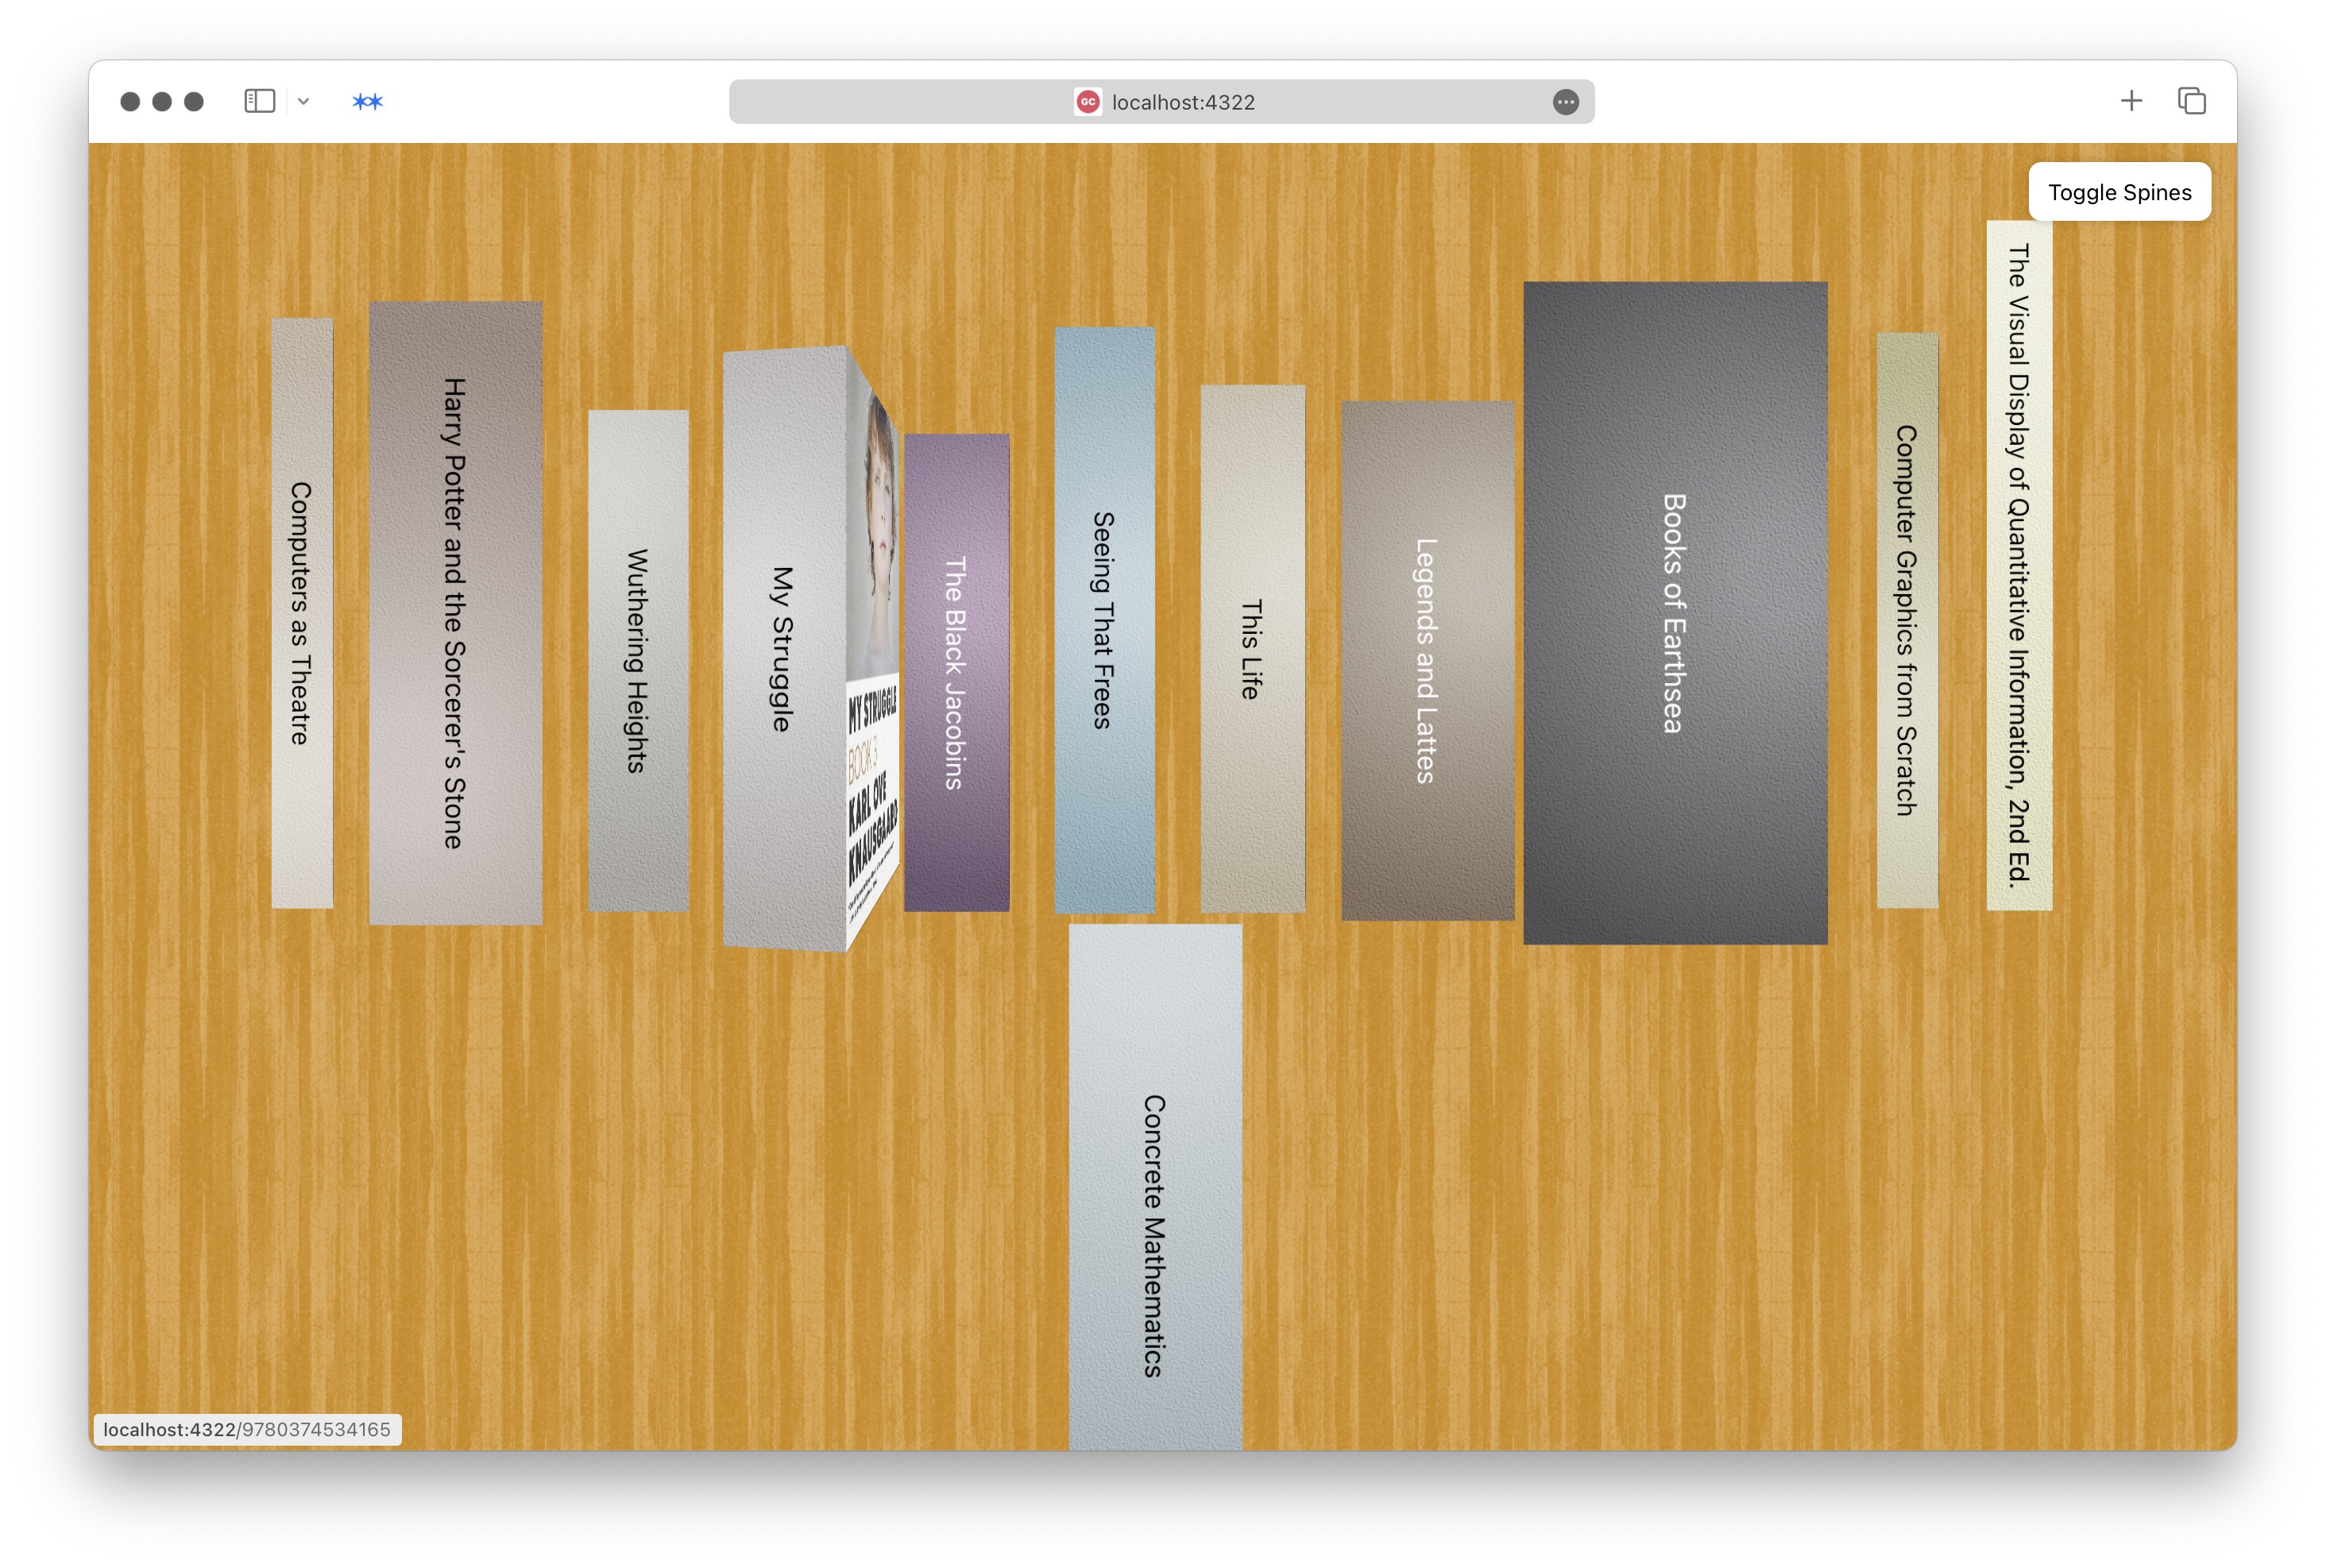 GC localhost:4322
Toggle Spines
Computers as Theatre
Harry Potter and the Sorcerer's Stone
Wuthering Heights
My Struggle
MY STRUGGLE
BOOK 3
KARL OVE
KNAUSGAARD
The Black Jacobins
Seeing That Frees
This Life
Legends and Lattes
Books of Earthsea
Computer Graphics from Scratch
The Visual Display of Quantitative Information, 2nd Ed.
Concrete Mathematics
localhost:4322/9780374534165